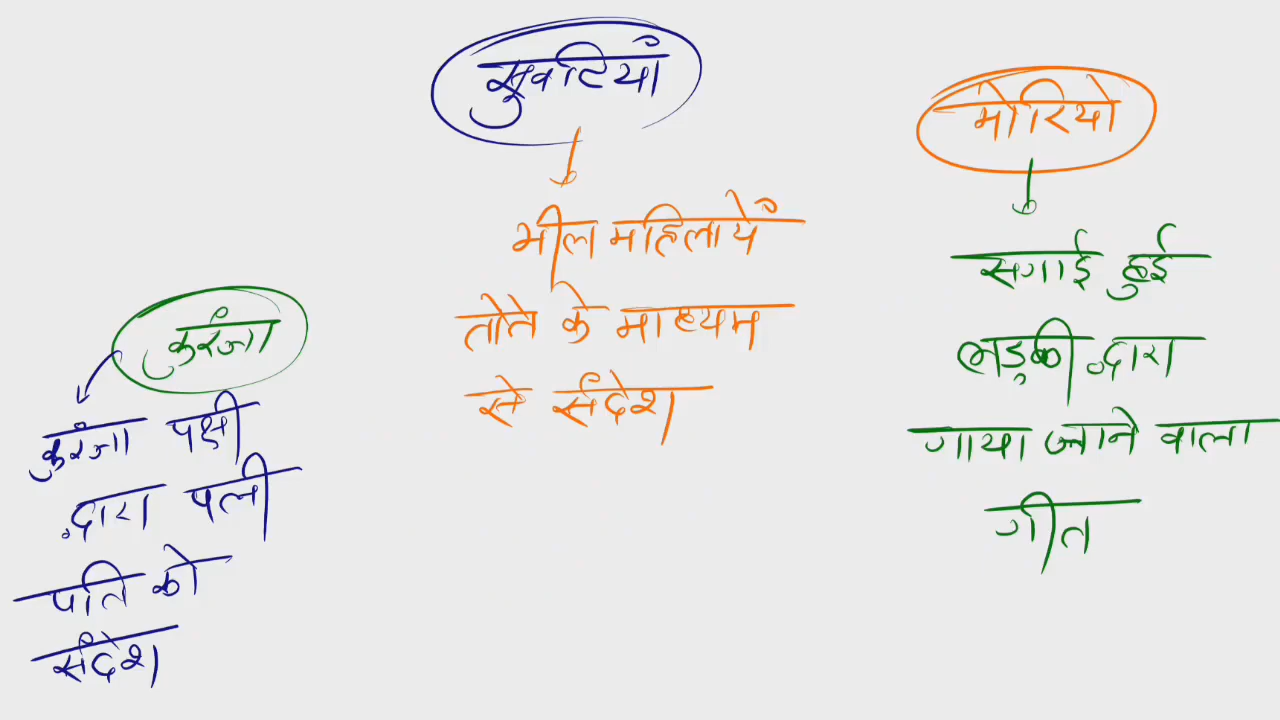 सुवटियाँ
भील महिलायेँ
तोते के माध्यम
से संदेश
मोरियो
सगाई हुई
लड़की द्वारा
गाया जाने वाला
गीत
कुरंजा
कुरंजा पक्षी
द्वारा पत्नी
पति को
संदेश